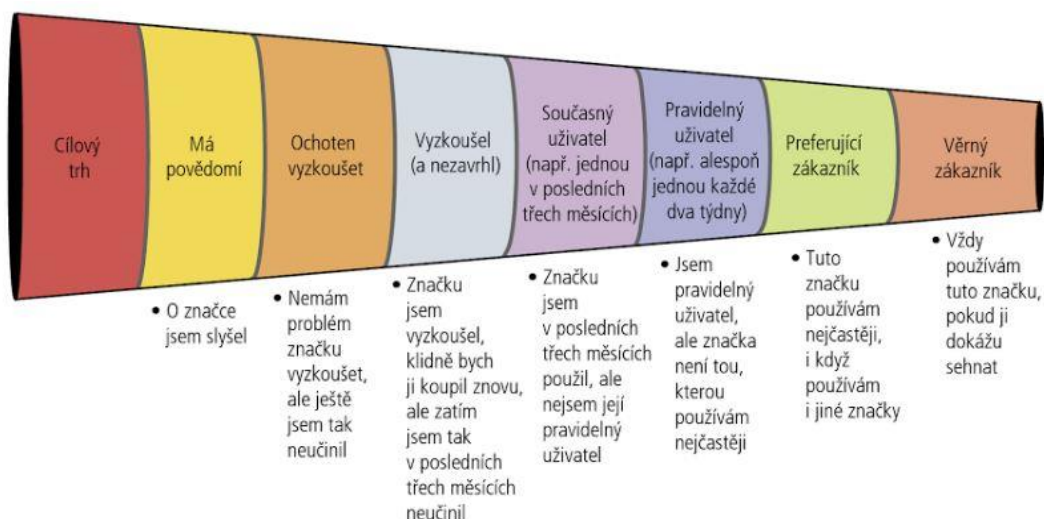 Cílový
trh
Má
povědomí
Ochoten
vyzkoušet
Vyzkoušel
(a nezavrhl)
Současný
uživatel
(např. jednou
v posledních
třech měsících)
Pravidelný
uživatel
(např. alespoň
jednou každé
dva týdny)
Preferující
zákazník
Věrný
zákazník
• O značce
jsem slyšel
• Nemám
problém
značku
vyzkoušet,
ale ještě
jsem tak
neučinil
• Značku
jsem
vyzkoušel,
klidně bych
ji koupil znovu,
ale zatím
jsem tak
v posledních
třech měsících
neučinil
• Značku
jsem
v posledních
třech měsících
použil, ale
nejsem její
pravidelný
uživatel
• Jsem
pravidelný
uživatel,
ale značka
není tou,
kterou
používám
nejčastěji
• Tuto
značku
používám
nejčastěji,
i když
používám
i jiné značky
• Vždy
používám
tuto značku,
pokud ji
dokážu
sehnat